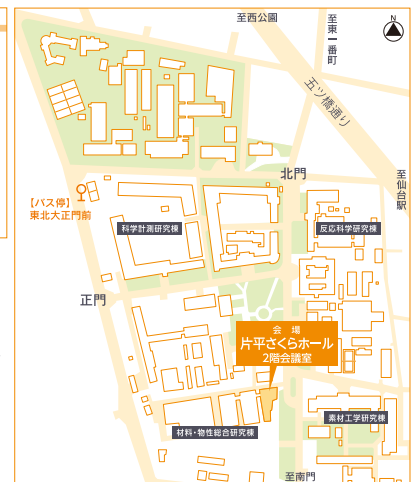 至西公園
至東一番町
N
五ツ橋通り
至仙台駅
北門
【バス停】
東北大正門前
科学計測研究棟
反応科学研究棟
正門
会場
片平さくらホール
2階会議室
素材工学研究棟
材料・物性総合研究棟
至南門